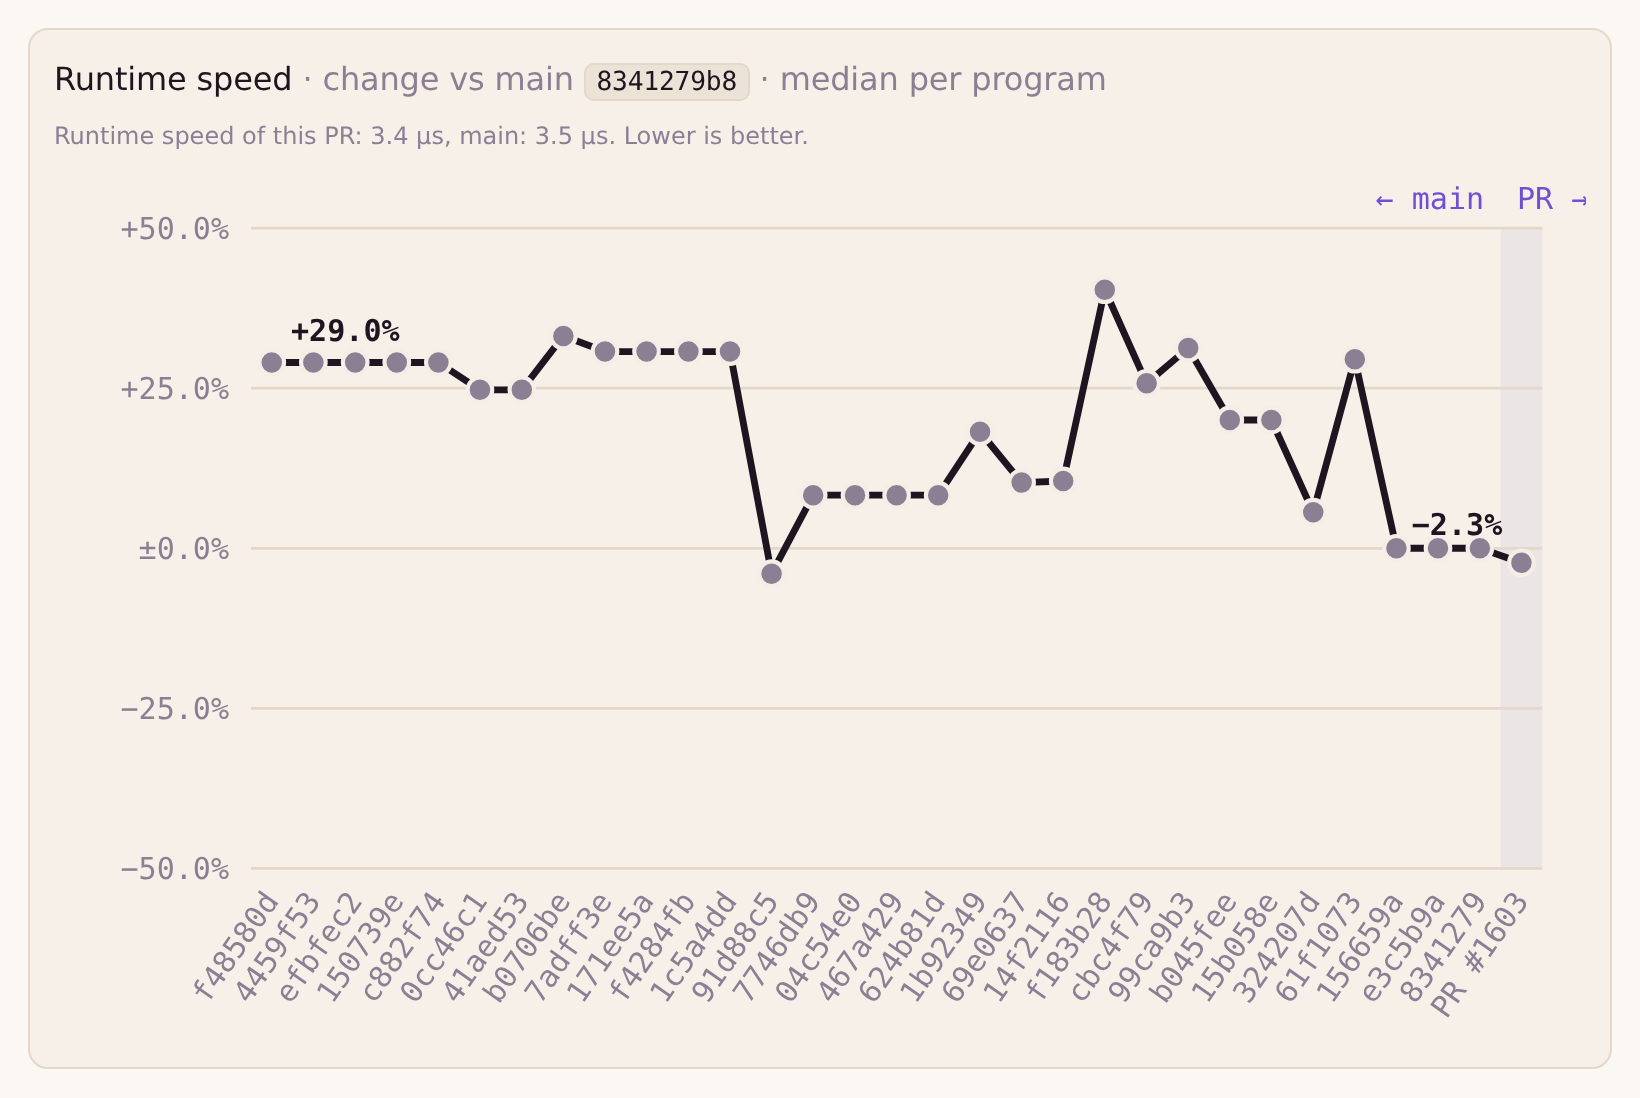 Runtime speed · change vs main 8341279b8 · median per program
Runtime speed of this PR: 3.4 µs, main: 3.5 µs. Lower is better.
← main PR →
+50.0%
+29.0%
+25.0%
−2.3%
±0.0%
−25.0%
−50.0%
f48580d
4459f53
efbfec2
150739e
c882f74
0cc46c1
41aed53
b0706be
7adff3e
171ee5a
f4284fb
1c5a4dd
91d88c5
7746db9
04c54e0
467a429
624b81d
1b92349
69e0637
14f2116
f183b28
cbc4f79
99ca9b3
b045fee
15b058e
324207d
61f1073
156659a
e3c5b9a
8341279
PR #1603